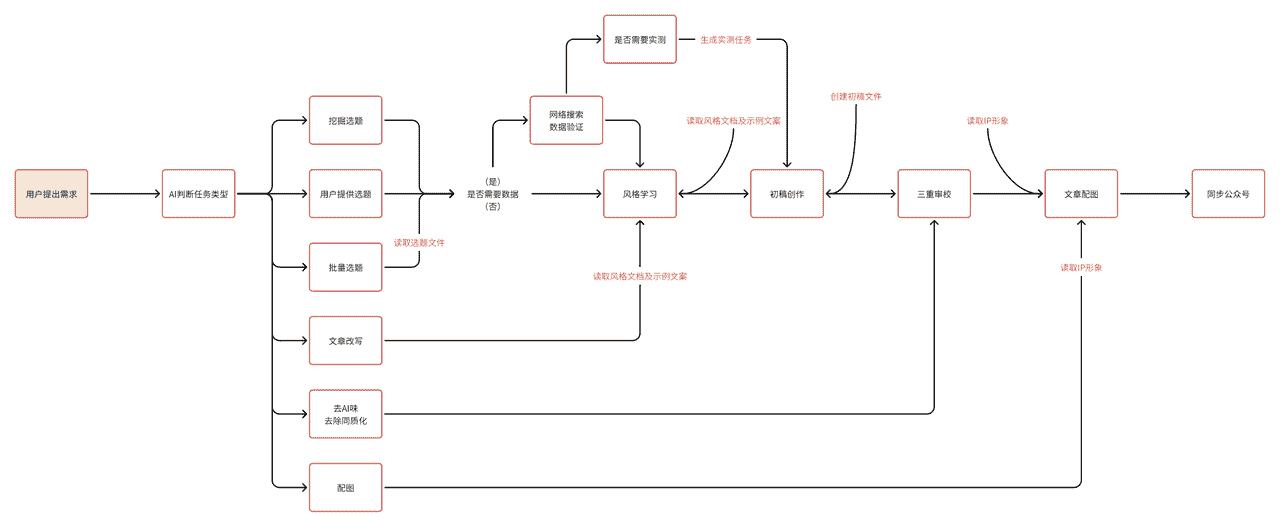 是否需要实测
生成实测任务
创建初稿文件
挖掘选题
网络搜索
数据验证
读取风格文档及示例文案
读取IP形象
用户提出需求
AI判断任务类型
用户提供选题
（是）
是否需要数据
（否）
风格学习
初稿创作
三重审校
文章配图
同步公众号
读取选题文件
批量选题
读取风格文档及示例文案
读取IP形象
文章改写
去AI味
去除同质化
配图